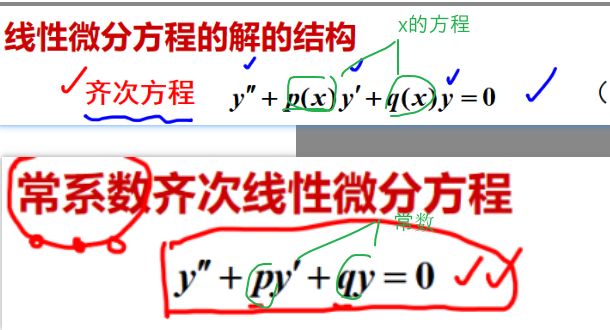 线性微分方程的解的结构
x的方程
齐次方程 y″ + p(x)y′ + q(x)y = 0 （
常系数齐次线性微分方程
常数
y″ + py′ + qy = 0